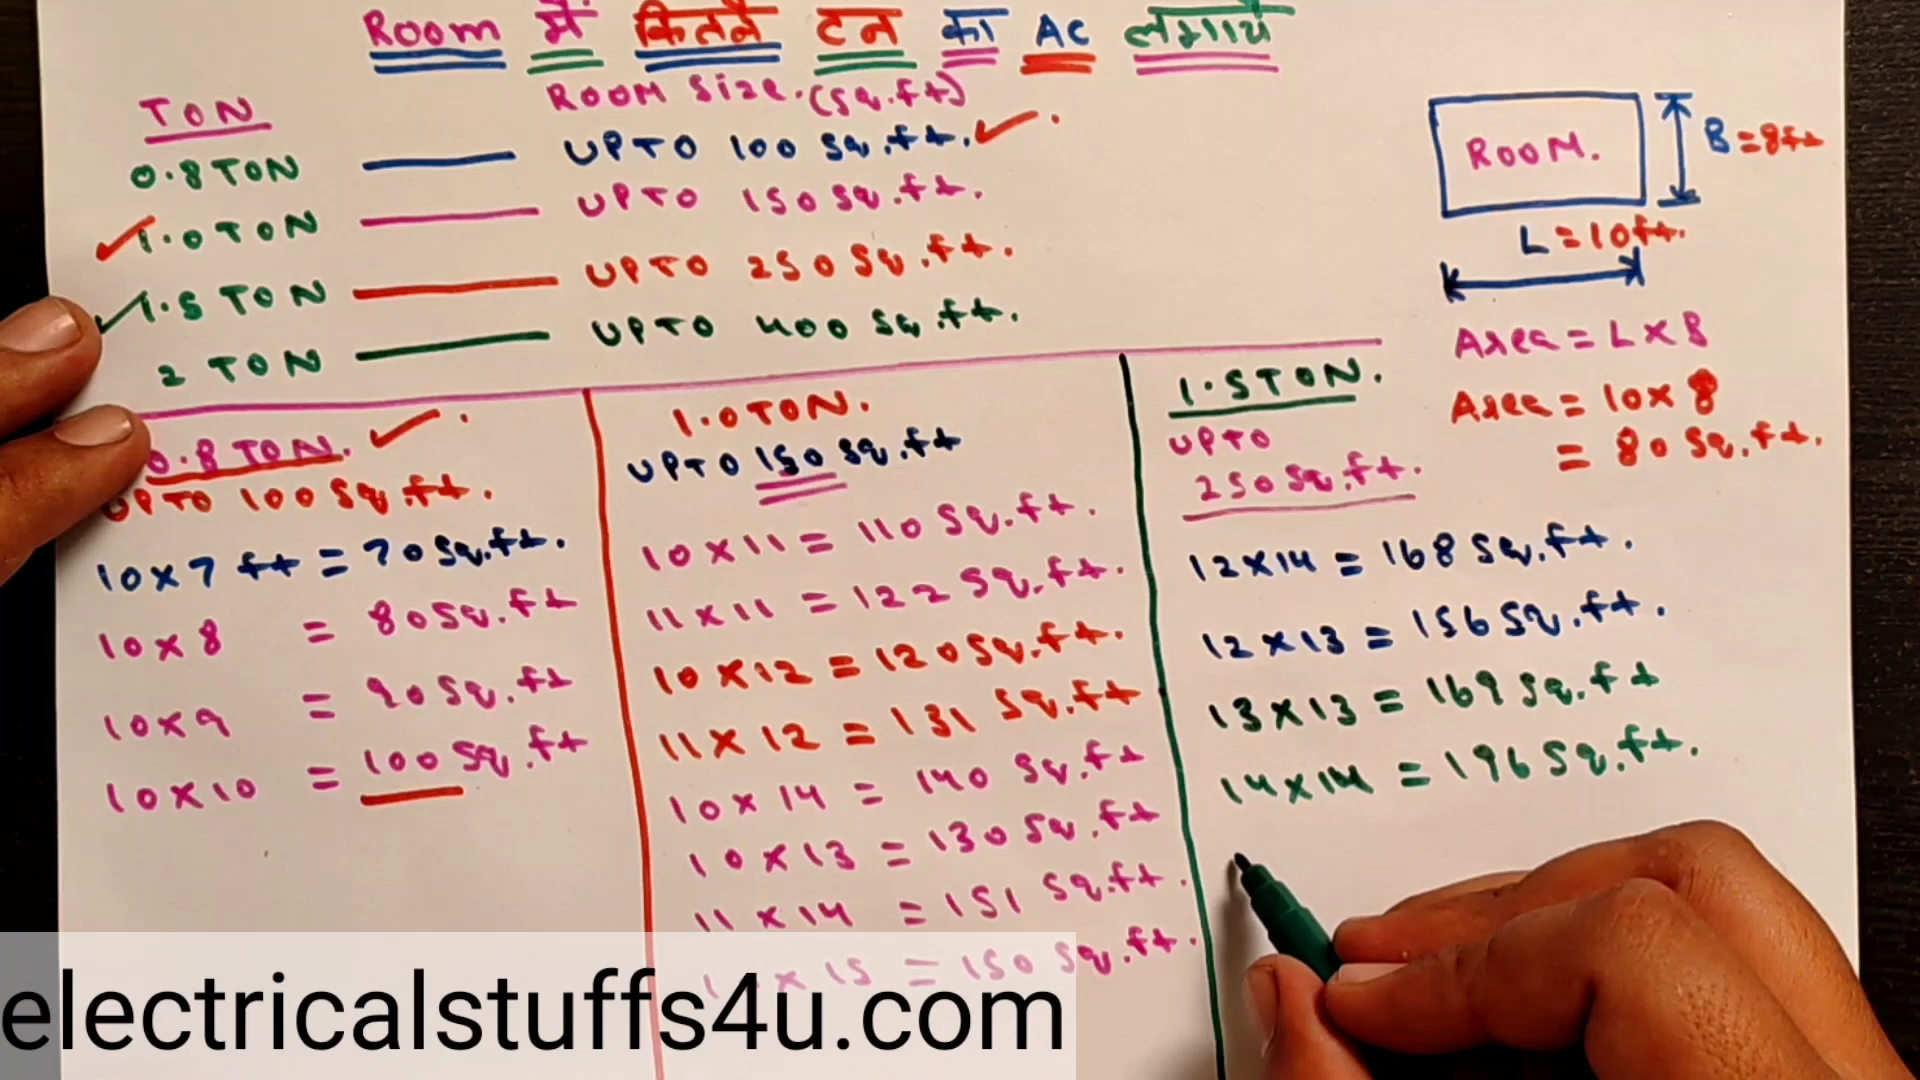 Room में कितने टन का AC लगाये
TON
ROOM Size.(Sq.ft)
0.8 TON UPTO 100 Sq.ft.
1.0 TON UPTO 150 Sq.ft.
1.5 TON UPTO 250 Sq.ft.
2 TON UPTO 400 Sq.ft.
ROOM.
B = 8ft
L = 10ft.
Area = L X B
Area = 10 x 8
= 80 Sq.ft.
0.8 TON.
UPTO 100 Sq.ft.
10 x 7 ft = 70 Sq.ft.
10 x 8 = 80 Sq.ft
10 x 9 = 90 Sq.ft
10 x 10 = 100 Sq.ft
1.0 TON.
UPTO 150 Sq.ft
10 x 11 = 110 Sq.ft.
11 x 11 = 122 Sq.ft.
10 x 12 = 120 Sq.ft.
11 x 12 = 131 Sq.ft
10 x 14 = 140 Sq.ft
10 x 13 = 130 Sq.ft
11 x 14 = 151 Sq.ft.
x 15 = 150 Sq.ft.
1.5 TON.
UPTO
250 Sq.ft.
12 x 14 = 168 Sq.ft.
12 x 13 = 156 Sq.ft.
13 x 13 = 169 Sq.ft
14 x 14 = 196 Sq.ft.
electricalstuffs4u.com